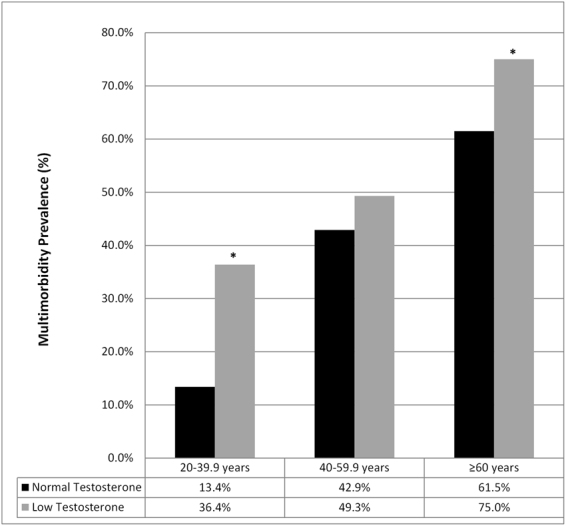 Multimorbidity Prevalence (%)
80.0%
70.0%
60.0%
50.0%
40.0%
30.0%
20.0%
10.0%
0.0%
*
*
20-39.9 years 40-59.9 years ≥60 years
Normal Testosterone 13.4% 42.9% 61.5%
Low Testosterone 36.4% 49.3% 75.0%